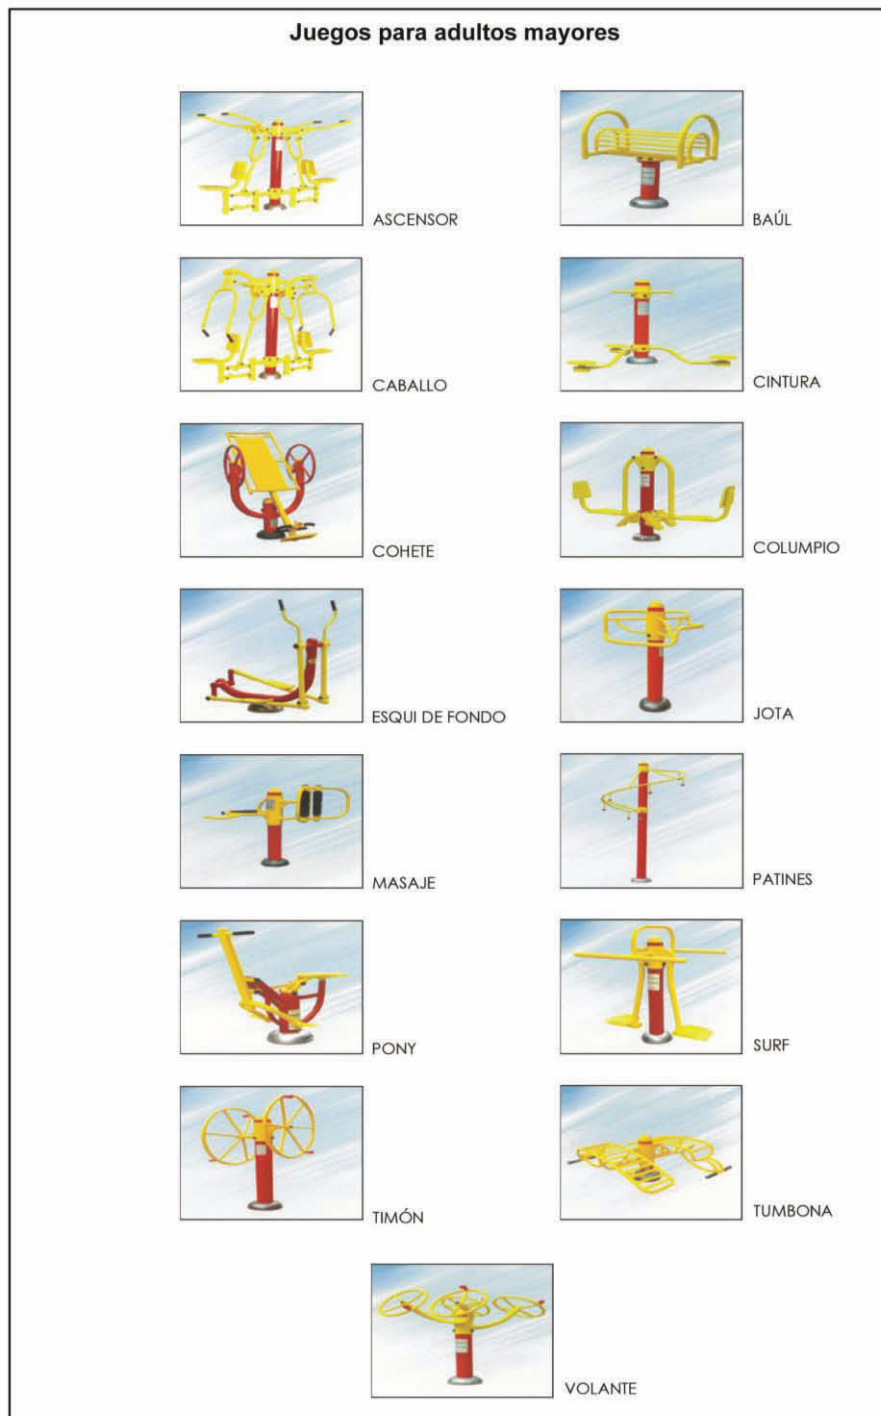 Juegos para adultos mayores
ASCENSOR
BAÚL
CABALLO
CINTURA
COHETE
COLUMPIO
ESQUI DE FONDO
JOTA
MASAJE
PATINES
PONY
SURF
TIMÓN
TUMBONA
VOLANTE